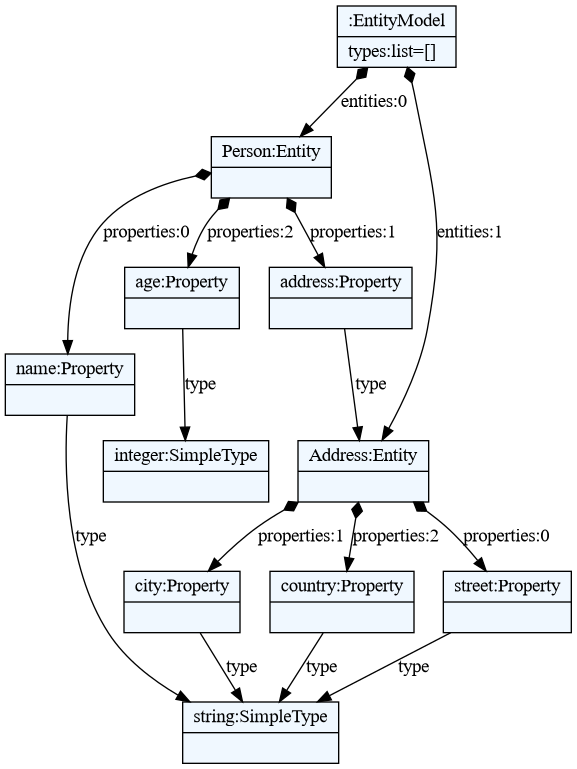 :EntityModel
types:list=[]
entities:0
Person:Entity
entities:1
properties:0
properties:2
properties:1
age:Property
address:Property
name:Property
type
type
integer:SimpleType
Address:Entity
type
properties:1
properties:2
properties:0
city:Property
country:Property
street:Property
type
type
type
string:SimpleType